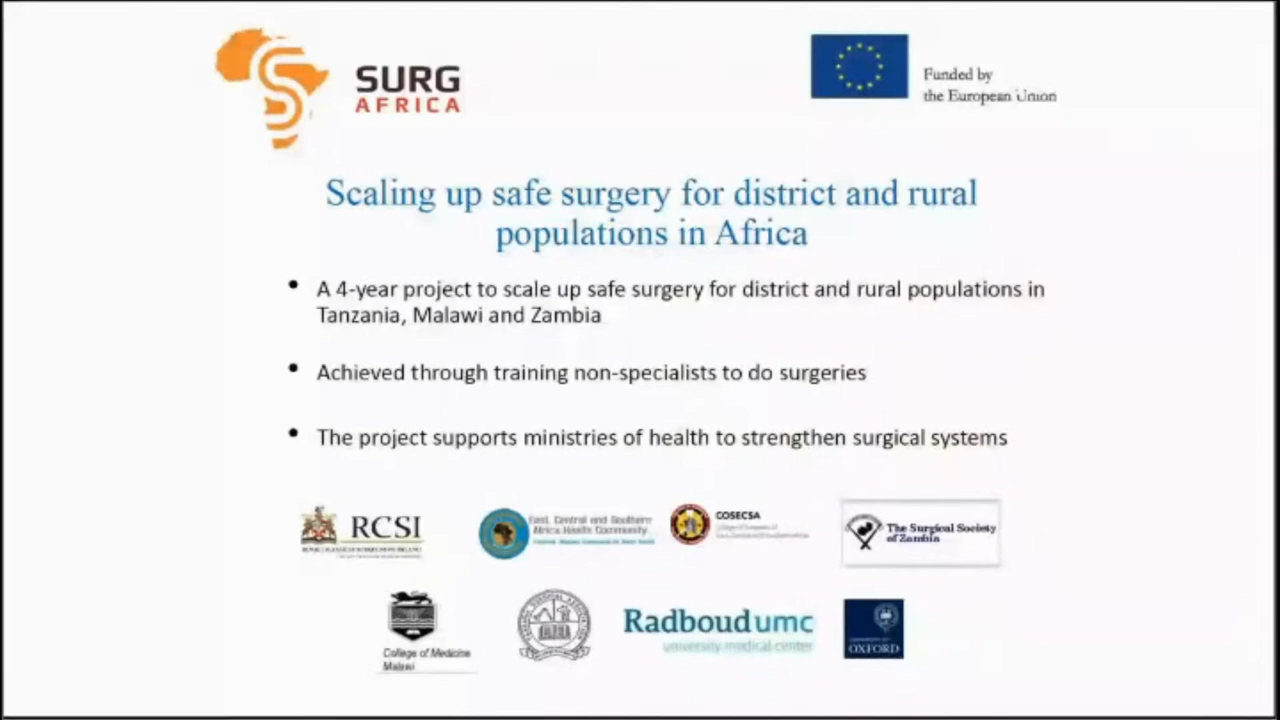 SURG
AFRICA
Funded by
the European Union
Scaling up safe surgery for district and rural
populations in Africa
• A 4-year project to scale up safe surgery for district and rural populations in
Tanzania, Malawi and Zambia
• Achieved through training non-specialists to do surgeries
• The project supports ministries of health to strengthen surgical systems
RCSI
East, Central and Southern
Africa Health Community
COSECSA
The Surgical Society
of Zambia
College of Medicine
Malawi
Radboudumc
university medical center
UNIVERSITY OF
OXFORD